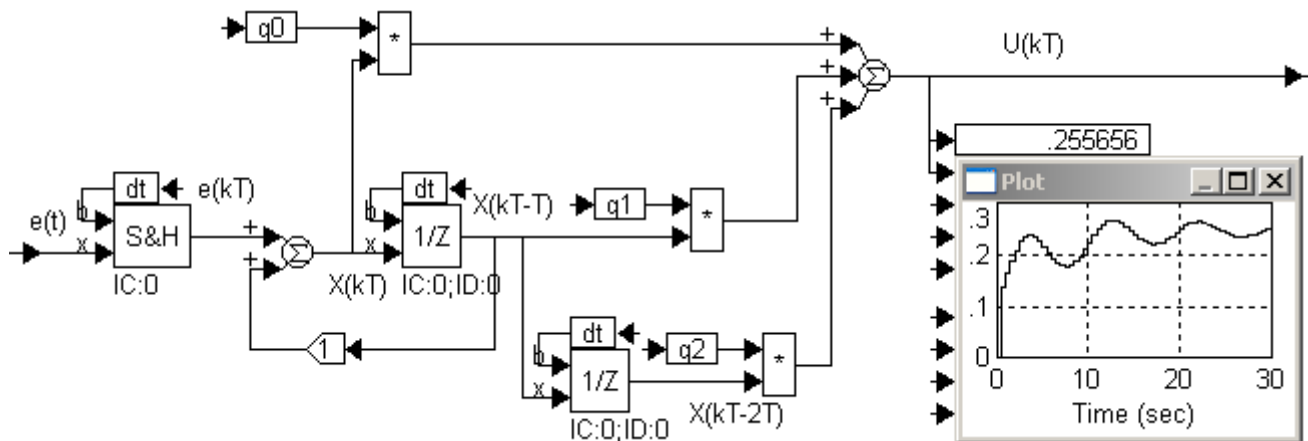 q0
*
+
U(kT)
+
+
Σ
.255656
Plot
dt
e(kT)
dt
X(kT-T)
q1
*
e(t)
b
x
S&H
+
+
Σ
b
x
1/Z
IC:0
X(kT)
IC:0;ID:0
1
dt
q2
*
b
x
1/Z
X(kT-2T)
IC:0;ID:0
.3
.2
.1
0
0
10
20
30
Time (sec)